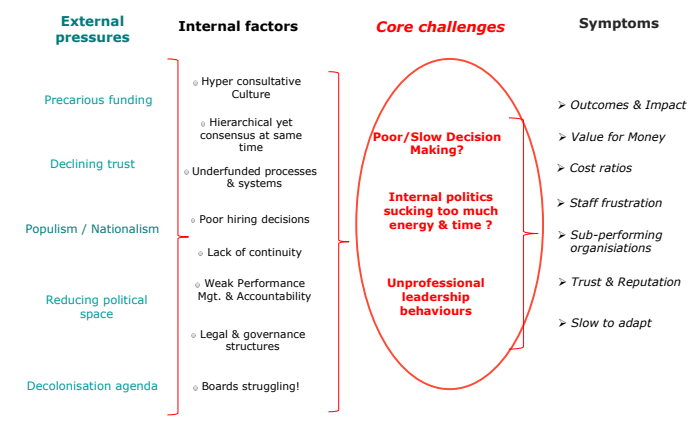 External
pressures
Precarious funding
Declining trust
Populism / Nationalism
Reducing political
space
Decolonisation agenda
Internal factors
Hyper consultative
Culture
Hierarchical yet
consensus at same
time
Underfunded processes
& systems
Poor hiring decisions
Lack of continuity
Weak Performance
Mgt. & Accountability
Legal & governance
structures
Boards struggling!
Core challenges
Poor/Slow Decision
Making?
Internal politics
sucking too much
energy & time ?
Unprofessional
leadership
behaviours
Symptoms
Outcomes & Impact
Value for Money
Cost ratios
Staff frustration
Sub-performing
organisiations
Trust & Reputation
Slow to adapt